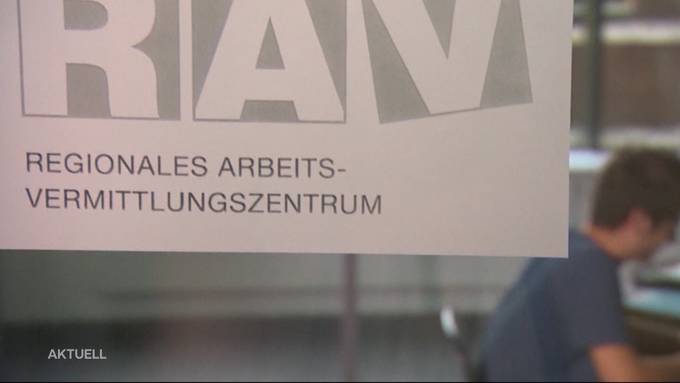 RAV
REGIONALES ARBEITS-
VERMITTLUNGSZENTRUM
AKTUELL